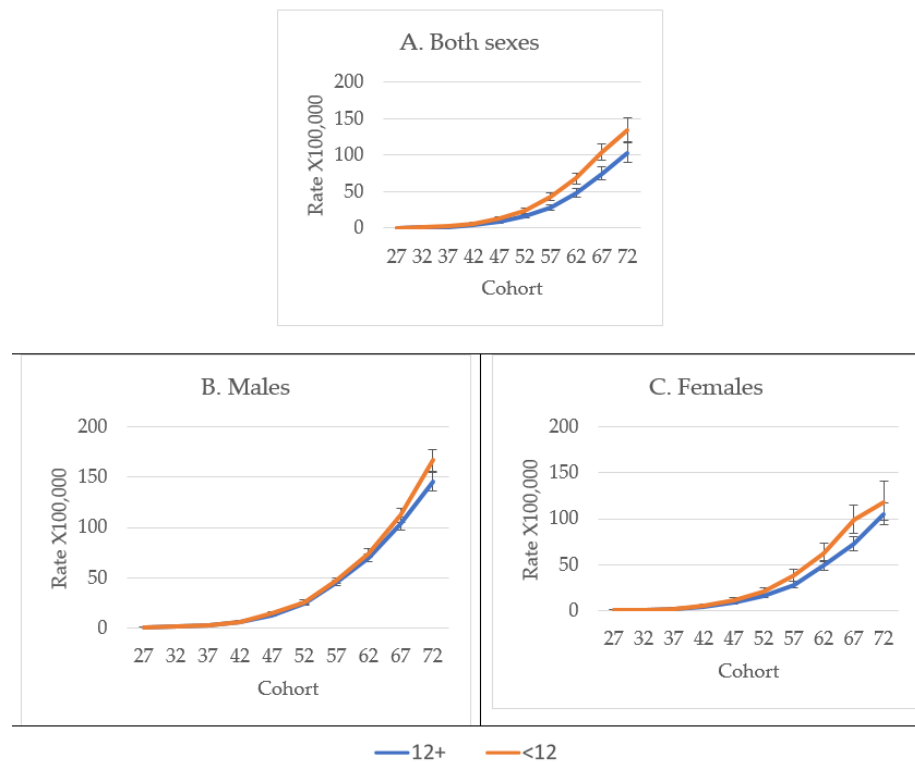 A. Both sexes
200
150
100
50
0
Rate X100,000
27 32 37 42 47 52 57 62 67 72
Cohort
B. Males
200
150
100
50
0
Rate X100,000
27 32 37 42 47 52 57 62 67 72
Cohort
C. Females
200
150
100
50
0
Rate X100,000
27 32 37 42 47 52 57 62 67 72
Cohort
12+ <12